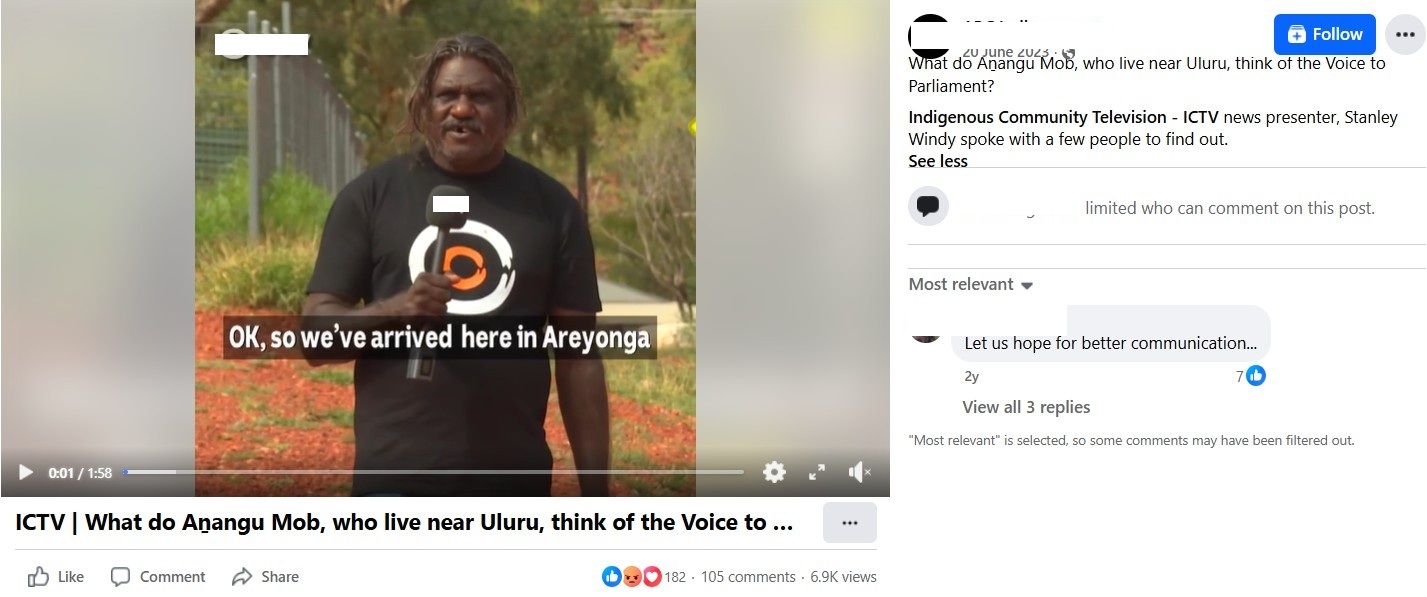 OK, so we've arrived here in Areyonga
0:01 / 1:58
ICTV | What do Aṉangu Mob, who live near Uluru, think of the Voice to ...
Like
Comment
Share
182 · 105 comments · 6.9K views
Follow
20 June 2023 ·
What do Aṉangu Mob, who live near Uluru, think of the Voice to
Parliament?
Indigenous Community Television - ICTV news presenter, Stanley
Windy spoke with a few people to find out.
See less
limited who can comment on this post.
Most relevant
Let us hope for better communication...
2y
7
View all 3 replies
"Most relevant" is selected, so some comments may have been filtered out.